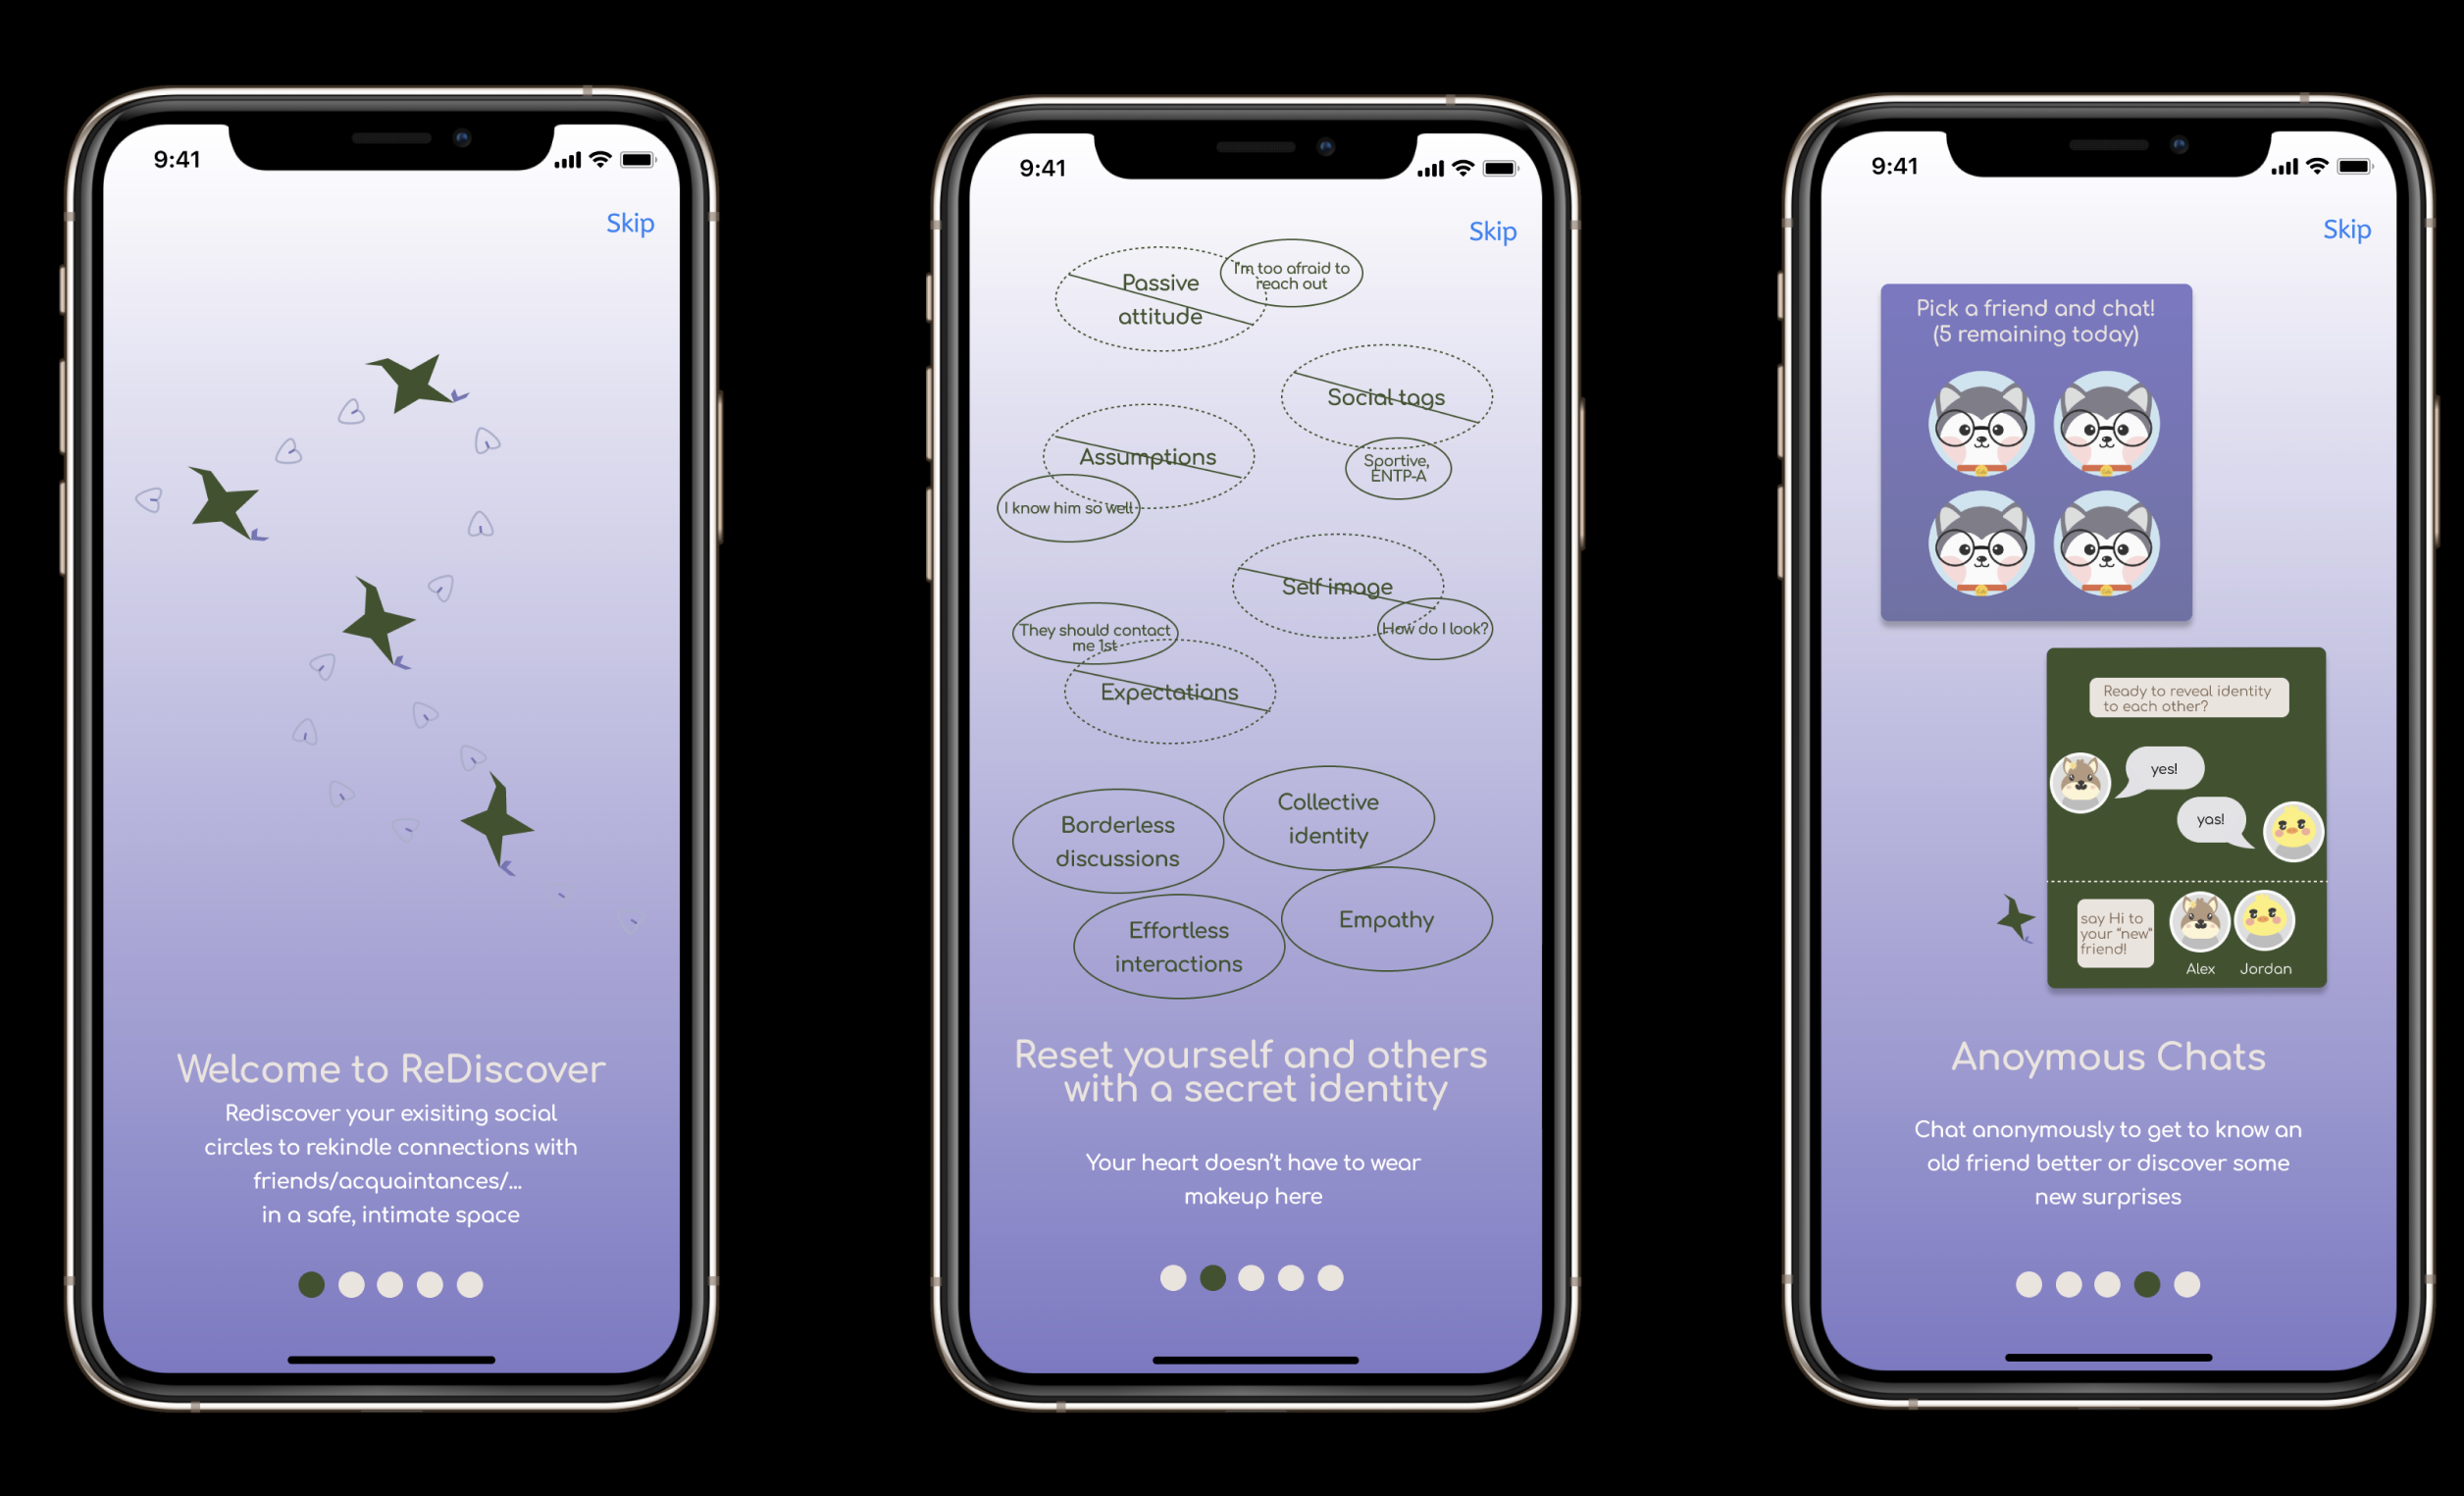 9:41
Skip
Welcome to ReDiscover
Rediscover your exisiting social
circles to rekindle connections with
friends/acquaintances/...
in a safe, intimate space
9:41
Skip
Passive
attitude
I'm too afraid to
reach out
Social tags
Sportive,
ENTP-A
Assumptions
I know him so well
Self image
How do I look?
They should contact
me 1st
Expectations
Borderless
discussions
Collective
identity
Effortless
interactions
Empathy
Reset yourself and others
with a secret identity
Your heart doesn't have to wear
makeup here
9:41
Skip
Pick a friend and chat!
(5 remaining today)
Ready to reveal identity
to each other?
yes!
yas!
say Hi to
your "new"
friend!
Alex
Jordan
Anoymous Chats
Chat anonymously to get to know an
old friend better or discover some
new surprises